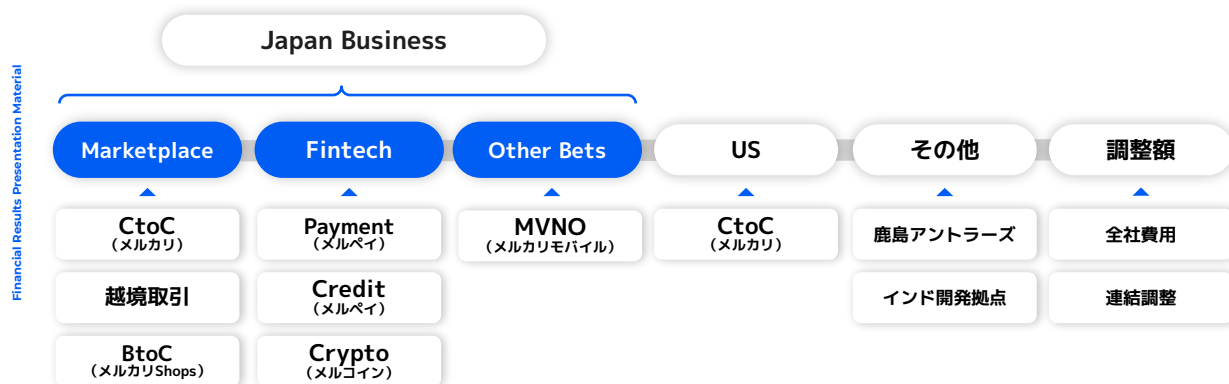 Financial Results Presentation Material
Japan Business
Marketplace
Fintech
Other Bets
US
その他
調整額
CtoC
（メルカリ）
越境取引
BtoC
（メルカリShops）
Payment
（メルペイ）
Credit
（メルペイ）
Crypto
（メルコイン）
MVNO
（メルカリモバイル）
CtoC
（メルカリ）
鹿島アントラーズ
インド開発拠点
全社費用
連結調整